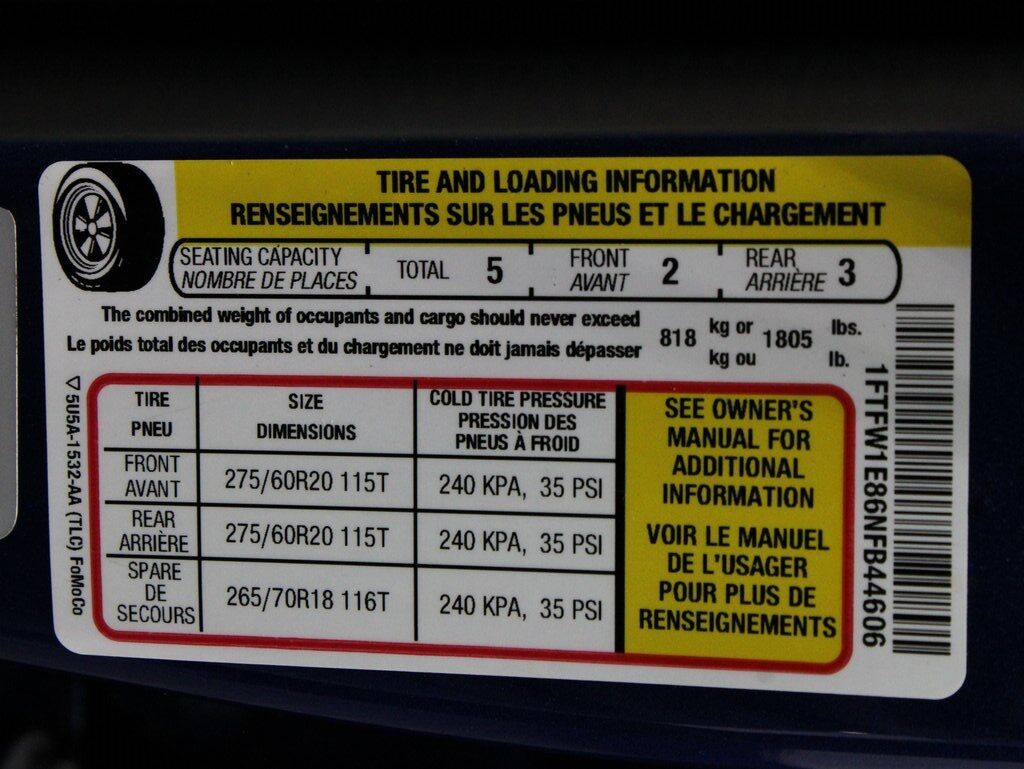 TIRE AND LOADING INFORMATION
RENSEIGNEMENTS SUR LES PNEUS ET LE CHARGEMENT
SEATING CAPACITY
NOMBRE DE PLACES
TOTAL 5
FRONT
AVANT
2
REAR
ARRIÈRE
3
The combined weight of occupants and cargo should never exceed
Le poids total des occupants et du chargement ne doit jamais dépasser
818
kg or
kg ou
1805
lbs.
lb.
TIRE
PNEU
SIZE
DIMENSIONS
COLD TIRE PRESSURE
PRESSION DES
PNEUS À FROID
FRONT
AVANT
275/60R20 115T
240 KPA, 35 PSI
REAR
ARRIÈRE
275/60R20 115T
240 KPA, 35 PSI
SPARE
DE
SECOURS
265/70R18 116T
240 KPA, 35 PSI
SEE OWNER'S
MANUAL FOR
ADDITIONAL
INFORMATION
VOIR LE MANUEL
DE L'USAGER
POUR PLUS DE
RENSEIGNEMENTS
5U5A-1532-AA (TLC) FoMoCo
1FTFW1E86NFB44606